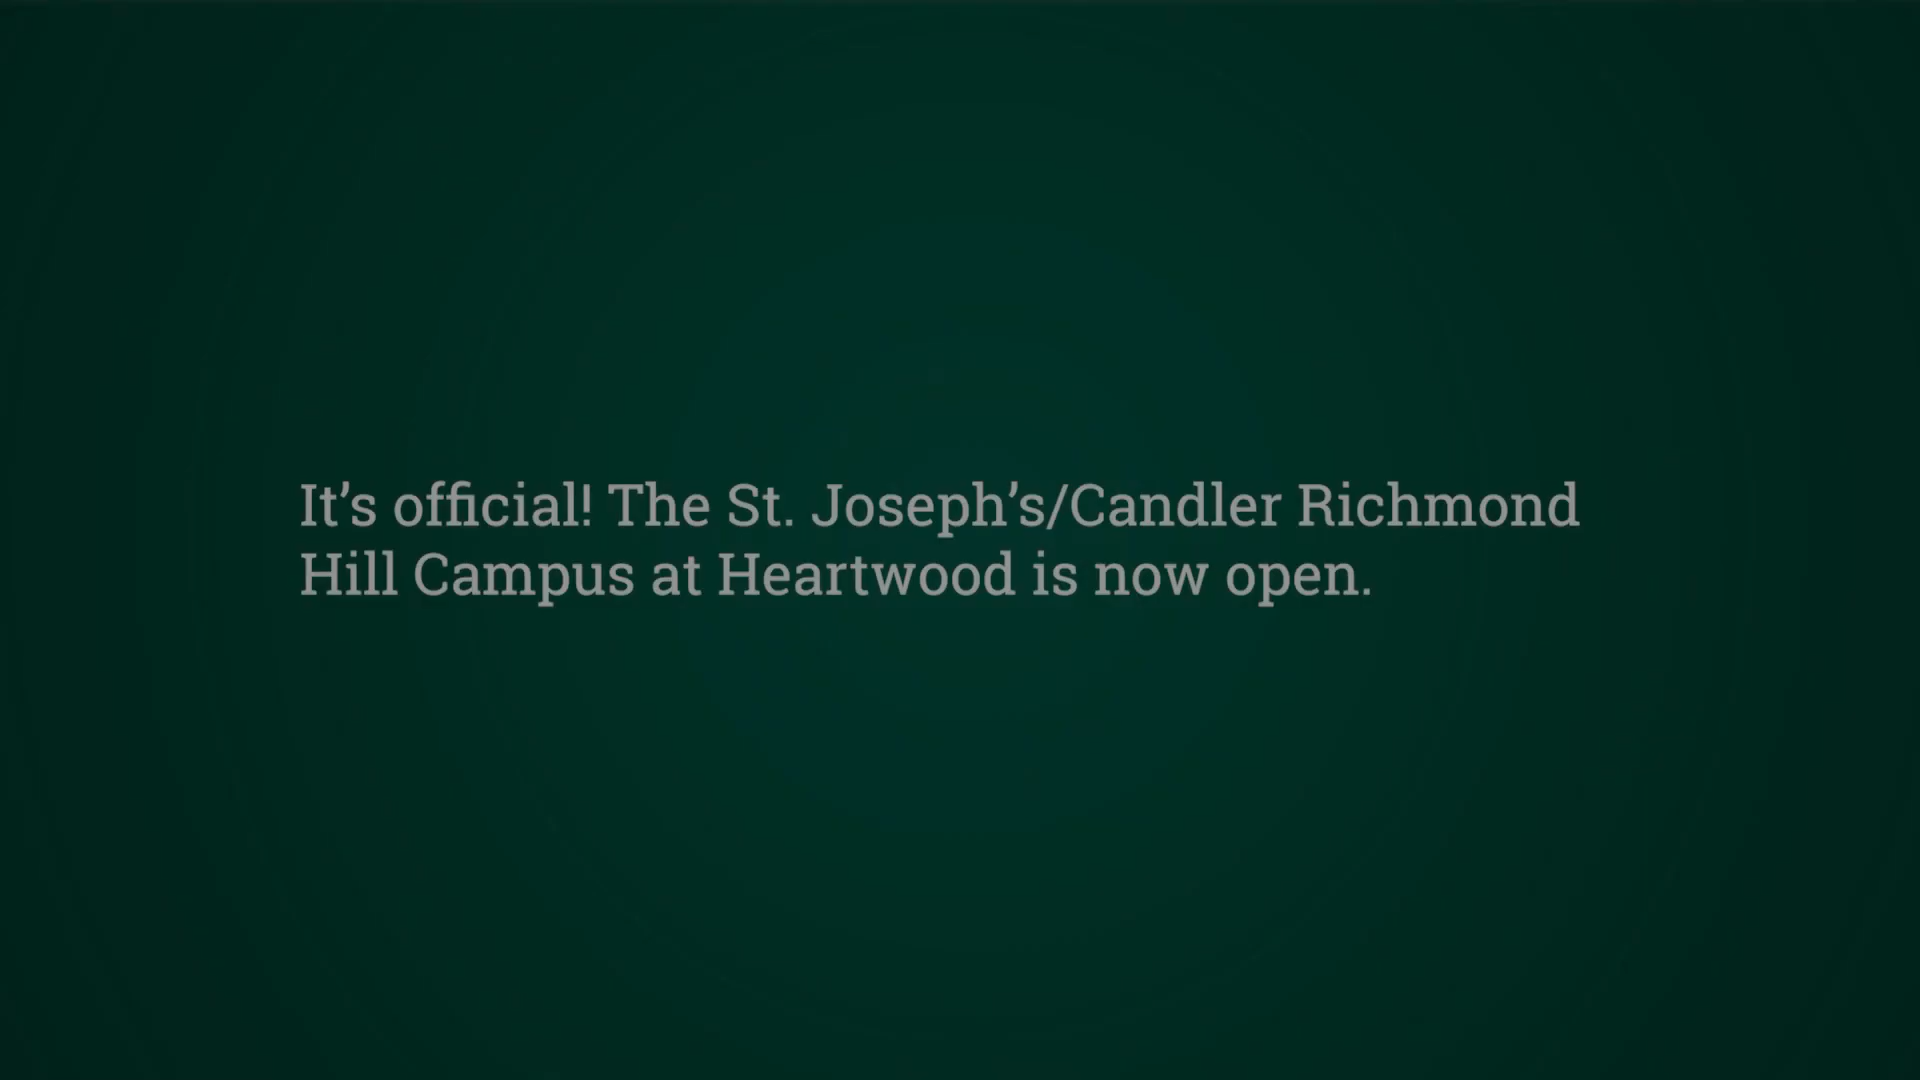 It’s official! The St. Joseph’s/Candler Richmond
Hill Campus at Heartwood is now open.